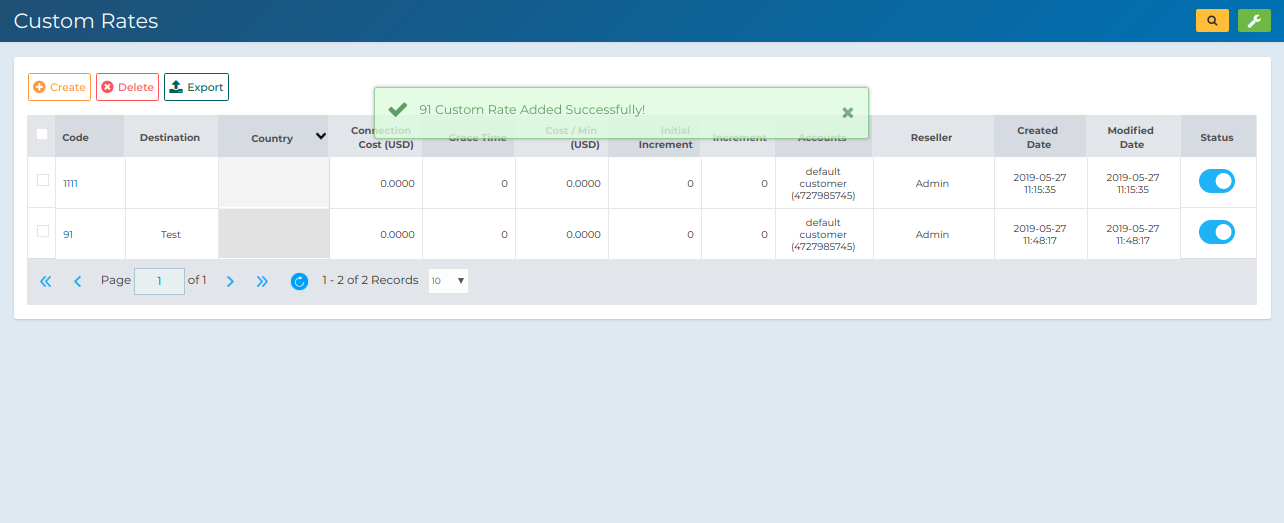 Custom Rates
Create Delete Export
91 Custom Rate Added Successfully!
Code Destination Country Connection Cost (USD) Grace Time Cost / Min (USD) Initial Increment Increment Accounts Reseller Created Date Modified Date Status
1111 0.0000 0 0.0000 0 0 default customer (4727985745) Admin 2019-05-27 11:15:35 2019-05-27 11:15:35
91 Test 0.0000 0 0.0000 0 0 default customer (4727985745) Admin 2019-05-27 11:48:17 2019-05-27 11:48:17
Page 1 of 1 1 - 2 of 2 Records 10